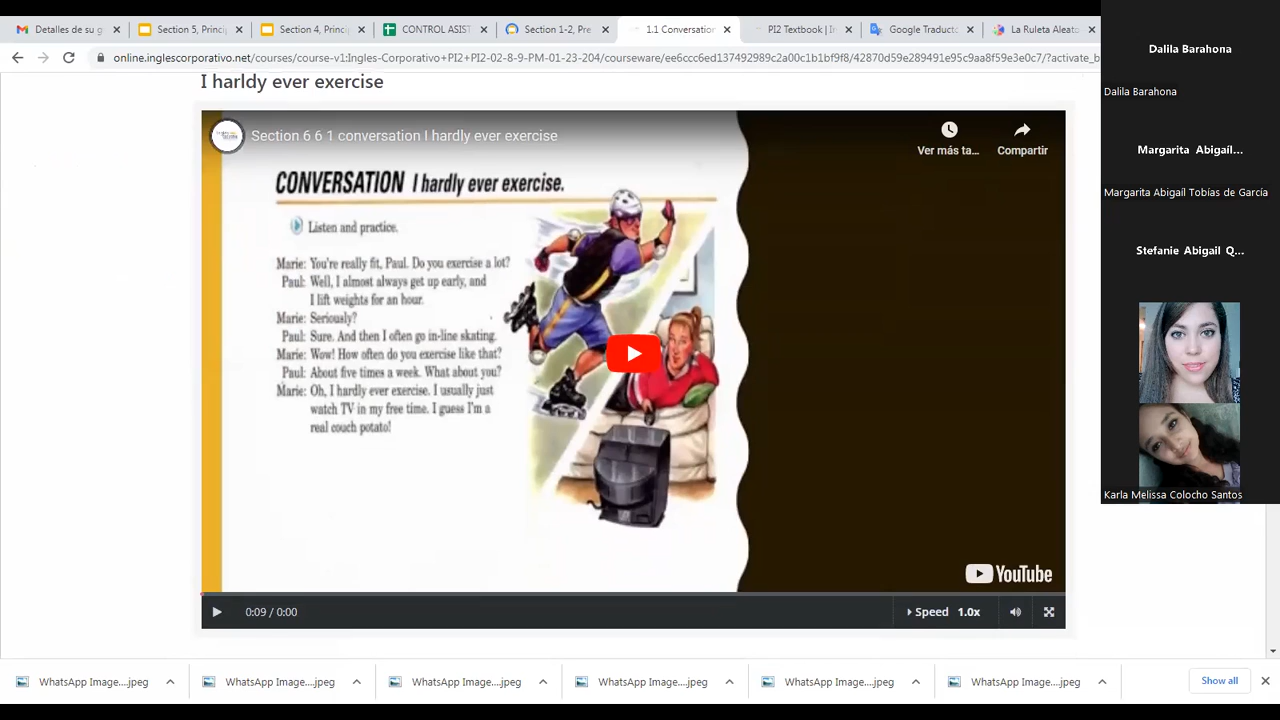 Detalles de su g
Section 5, Princi
Section 4, Princi
CONTROL ASIST
Section 1-2, Pre
1.1 Conversation
PI2 Textbook | In
Google Traducto
La Ruleta Aleato
online.inglescorporativo.net/courses/course-v1:Ingles-Corporativo+PI2+PI2-02-8-9-PM-01-23-204/courseware/ee6ccc6ed137492989c2a00c1b1bf9f8/42870d59e289491e95c9aa8f59e3e0c7/?activate_b
I harldy ever exercise
Section 6 6 1 conversation I hardly ever exercise
Ver más ta...
Compartir
CONVERSATION I hardly ever exercise.
Listen and practice.
Marie: You're really fit, Paul. Do you exercise a lot?
Paul: Well, I almost always get up early, and
I lift weights for an hour.
Marie: Seriously?
Paul: Sure. And then I often go in-line skating.
Marie: Wow! How often do you exercise like that?
Paul: About five times a week. What about you?
Marie: Oh, I hardly ever exercise. I usually just
watch TV in my free time. I guess I'm a
real couch potato!
YouTube
0:09 / 0:00
Speed 1.0x
Dalila Barahona
Dalila Barahona
Margarita Abigaíl...
Margarita Abigaíl Tobías de García
Stefanie Abigail Q...
Karla Melissa Colocho Santos
WhatsApp Image....jpeg
WhatsApp Image....jpeg
WhatsApp Image....jpeg
WhatsApp Image....jpeg
WhatsApp Image....jpeg
WhatsApp Image....jpeg
Show all